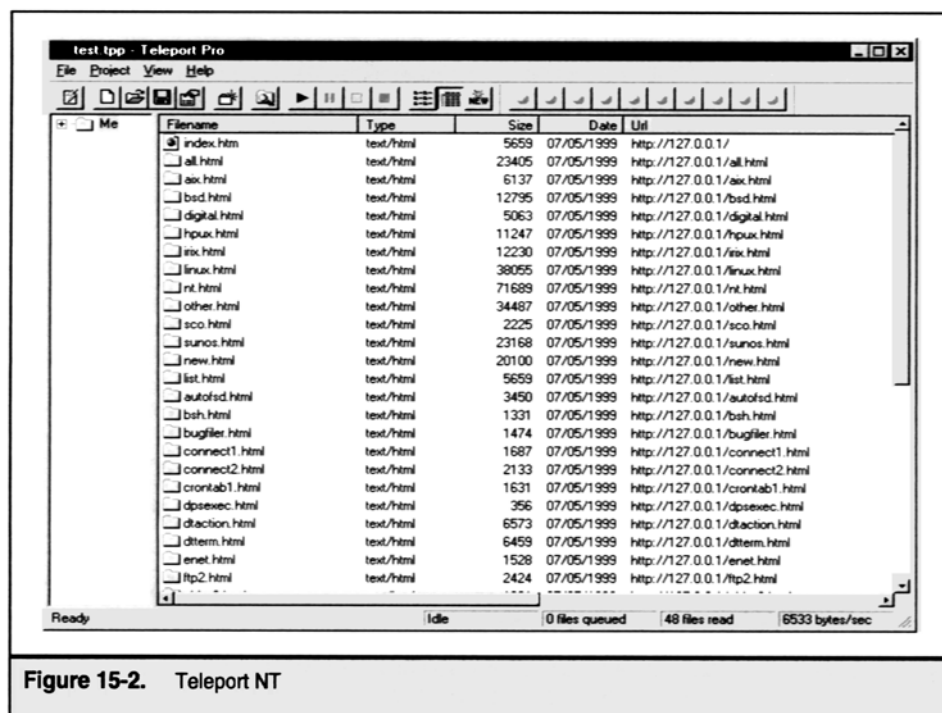 test.tpp - Teleport Pro
File Project View Help
NEW
Me
Filename Type Size Date Url
index.htm text/html 5659 07/05/1999 http://127.0.0.1/
all.html text/html 23405 07/05/1999 http://127.0.0.1/all.html
aix.html text/html 6137 07/05/1999 http://127.0.0.1/aix.html
bsd.html text/html 12795 07/05/1999 http://127.0.0.1/bsd.html
digital.html text/html 5063 07/05/1999 http://127.0.0.1/digital.html
hpux.html text/html 11247 07/05/1999 http://127.0.0.1/hpux.html
irix.html text/html 12230 07/05/1999 http://127.0.0.1/irix.html
linux.html text/html 38055 07/05/1999 http://127.0.0.1/linux.html
nt.html text/html 71689 07/05/1999 http://127.0.0.1/nt.html
other.html text/html 34487 07/05/1999 http://127.0.0.1/other.html
sco.html text/html 2225 07/05/1999 http://127.0.0.1/sco.html
sunos.html text/html 23168 07/05/1999 http://127.0.0.1/sunos.html
new.html text/html 20100 07/05/1999 http://127.0.0.1/new.html
list.html text/html 5659 07/05/1999 http://127.0.0.1/list.html
autofsd.html text/html 3450 07/05/1999 http://127.0.0.1/autofsd.html
bsh.html text/html 1331 07/05/1999 http://127.0.0.1/bsh.html
bugfiler.html text/html 1474 07/05/1999 http://127.0.0.1/bugfiler.html
connect1.html text/html 1687 07/05/1999 http://127.0.0.1/connect1.html
connect2.html text/html 2133 07/05/1999 http://127.0.0.1/connect2.html
crontab1.html text/html 1631 07/05/1999 http://127.0.0.1/crontab1.html
dpsexec.html text/html 356 07/05/1999 http://127.0.0.1/dpsexec.html
dtaction.html text/html 6573 07/05/1999 http://127.0.0.1/dtaction.html
dtterm.html text/html 6459 07/05/1999 http://127.0.0.1/dtterm.html
enet.html text/html 1528 07/05/1999 http://127.0.0.1/enet.html
ftp2.html text/html 2424 07/05/1999 http://127.0.0.1/ftp2.html
Ready Idle 0 files queued 48 files read 6533 bytes/sec
Figure 15-2. Teleport NT